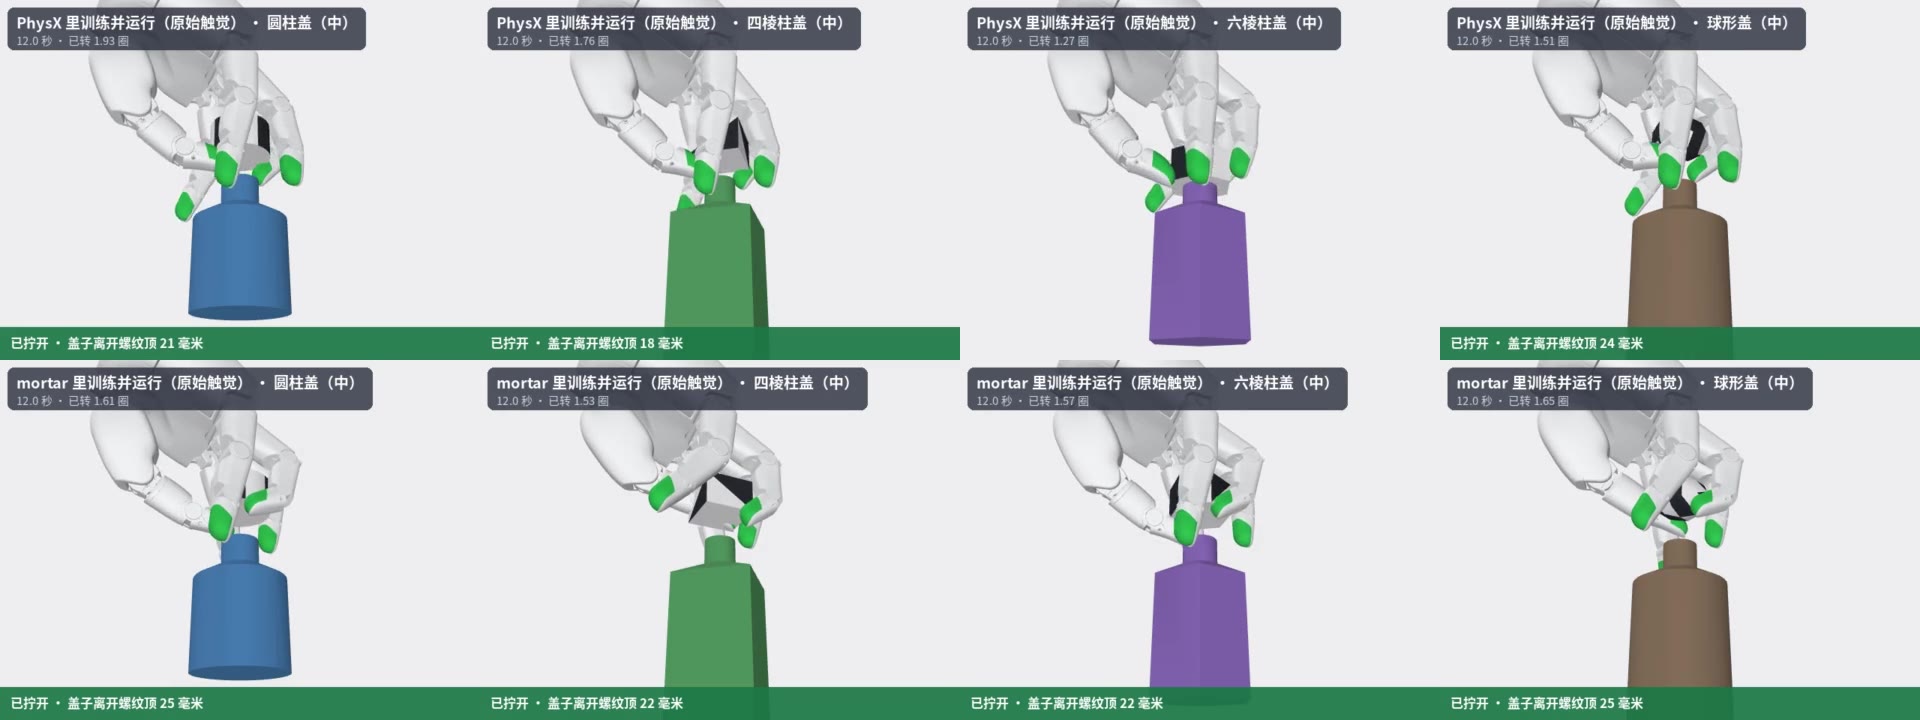 PhysX 里训练并运行（原始触觉） · 圆柱盖（中）
12.0 秒 · 已转 1.93 圈
PhysX 里训练并运行（原始触觉） · 四棱柱盖（中）
12.0 秒 · 已转 1.76 圈
PhysX 里训练并运行（原始触觉） · 六棱柱盖（中）
12.0 秒 · 已转 1.27 圈
PhysX 里训练并运行（原始触觉） · 球形盖（中）
12.0 秒 · 已转 1.51 圈
已拧开 · 盖子离开螺纹顶 21 毫米
已拧开 · 盖子离开螺纹顶 18 毫米
已拧开 · 盖子离开螺纹顶 24 毫米
mortar 里训练并运行（原始触觉） · 圆柱盖（中）
12.0 秒 · 已转 1.61 圈
mortar 里训练并运行（原始触觉） · 四棱柱盖（中）
12.0 秒 · 已转 1.53 圈
mortar 里训练并运行（原始触觉） · 六棱柱盖（中）
12.0 秒 · 已转 1.57 圈
mortar 里训练并运行（原始触觉） · 球形盖（中）
12.0 秒 · 已转 1.65 圈
已拧开 · 盖子离开螺纹顶 25 毫米
已拧开 · 盖子离开螺纹顶 22 毫米
已拧开 · 盖子离开螺纹顶 22 毫米
已拧开 · 盖子离开螺纹顶 25 毫米